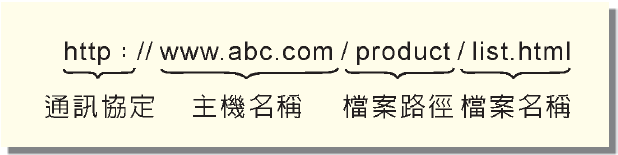 http：// www.abc.com / product / list.html
通訊協定 主機名稱 檔案路徑 檔案名稱